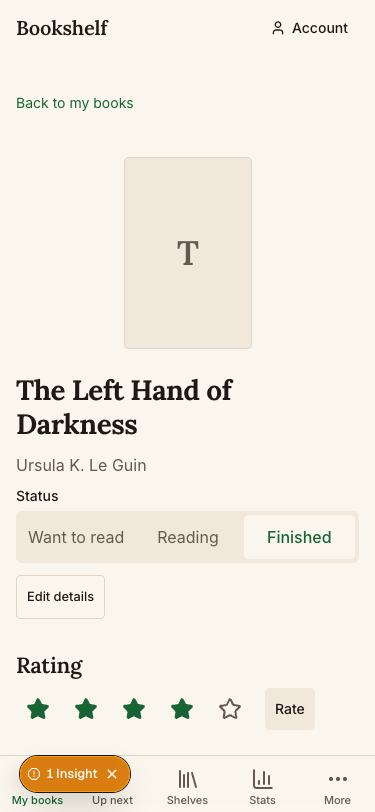 Bookshelf
Account
Back to my books
T
The Left Hand of
Darkness
Ursula K. Le Guin
Status
Want to read
Reading
Finished
Edit details
Rating
Rate
1 Insight
My books
Up next
Shelves
Stats
More